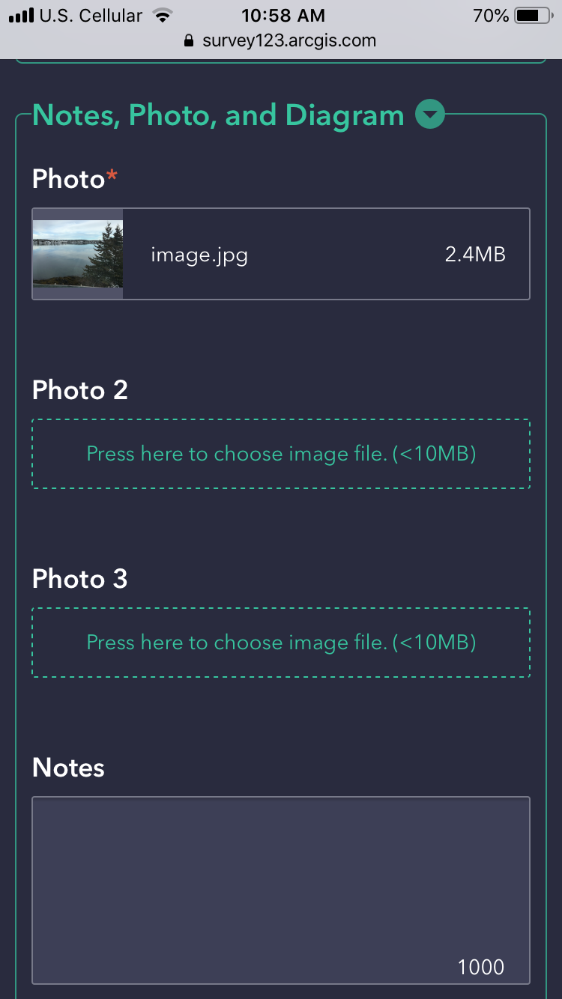 U.S. Cellular 10:58 AM 70%
survey123.arcgis.com
Notes, Photo, and Diagram
Photo*
image.jpg 2.4MB
Photo 2
Press here to choose image file. (<10MB)
Photo 3
Press here to choose image file. (<10MB)
Notes
1000